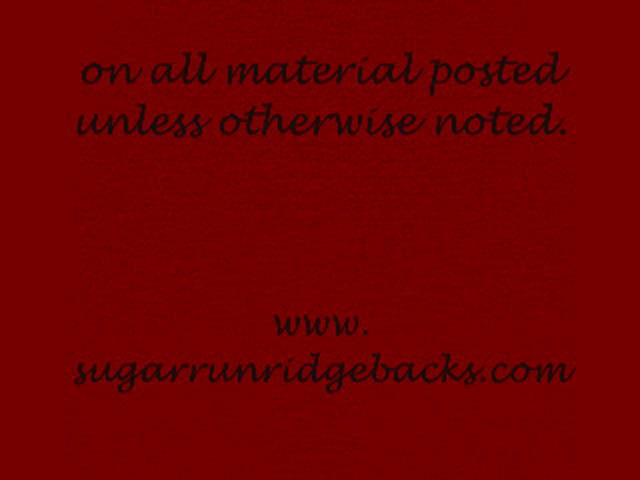 on all material posted
unless otherwise noted.
www.
sugarrunridgebacks.com